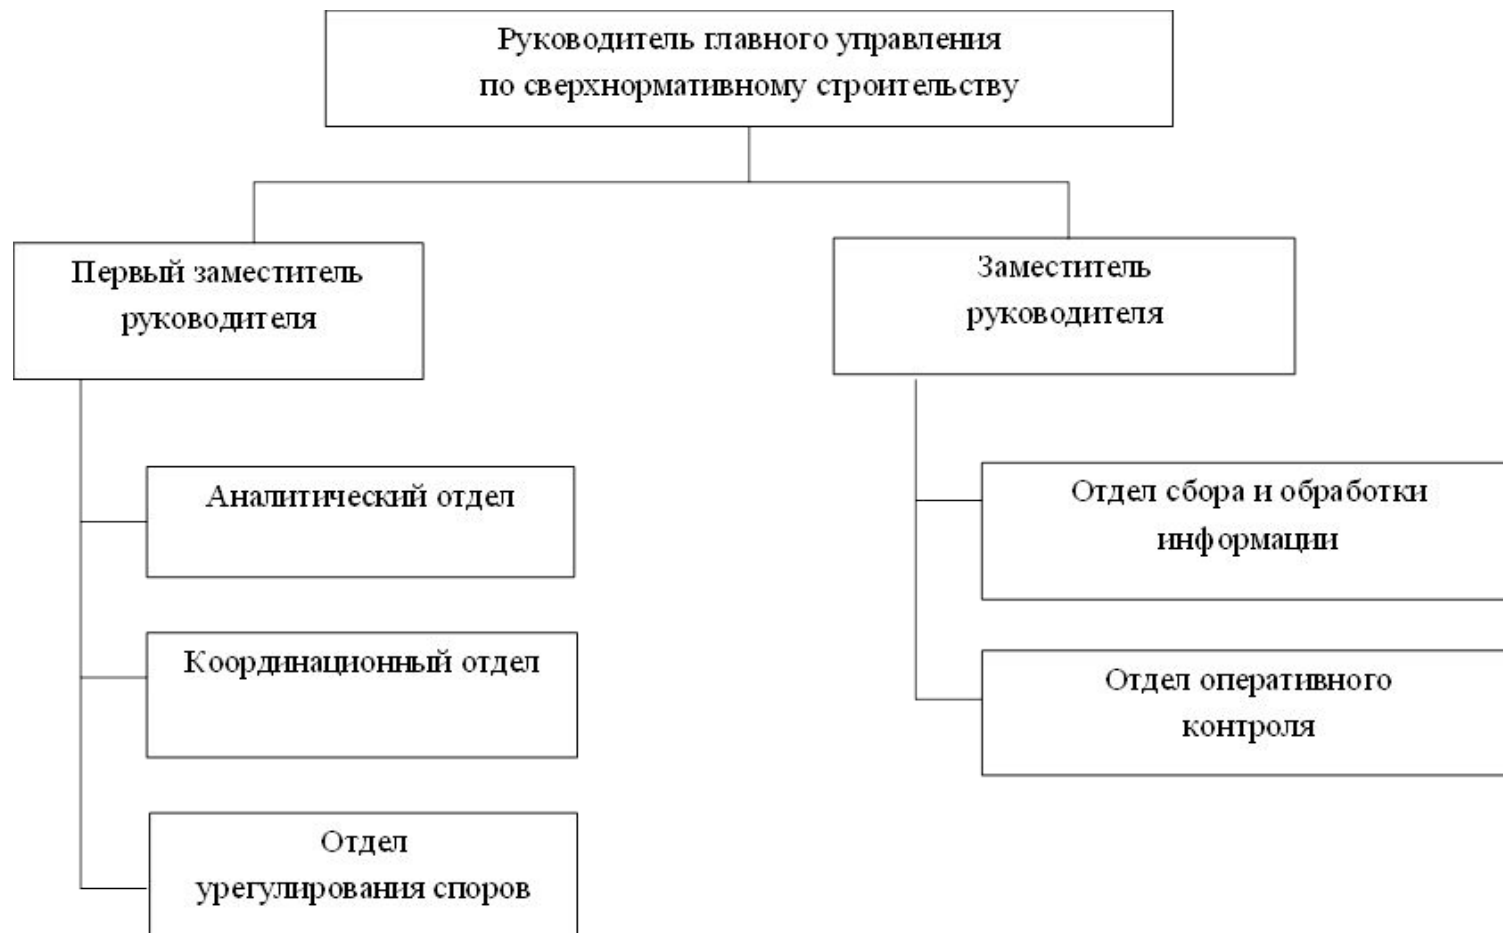 Руководитель главного управления
по сверхнормативному строительству
Первый заместитель
руководителя
Заместитель
руководителя
Аналитический отдел
Координационный отдел
Отдел
урегулирования споров
Отдел сбора и обработки
информации
Отдел оперативного
контроля